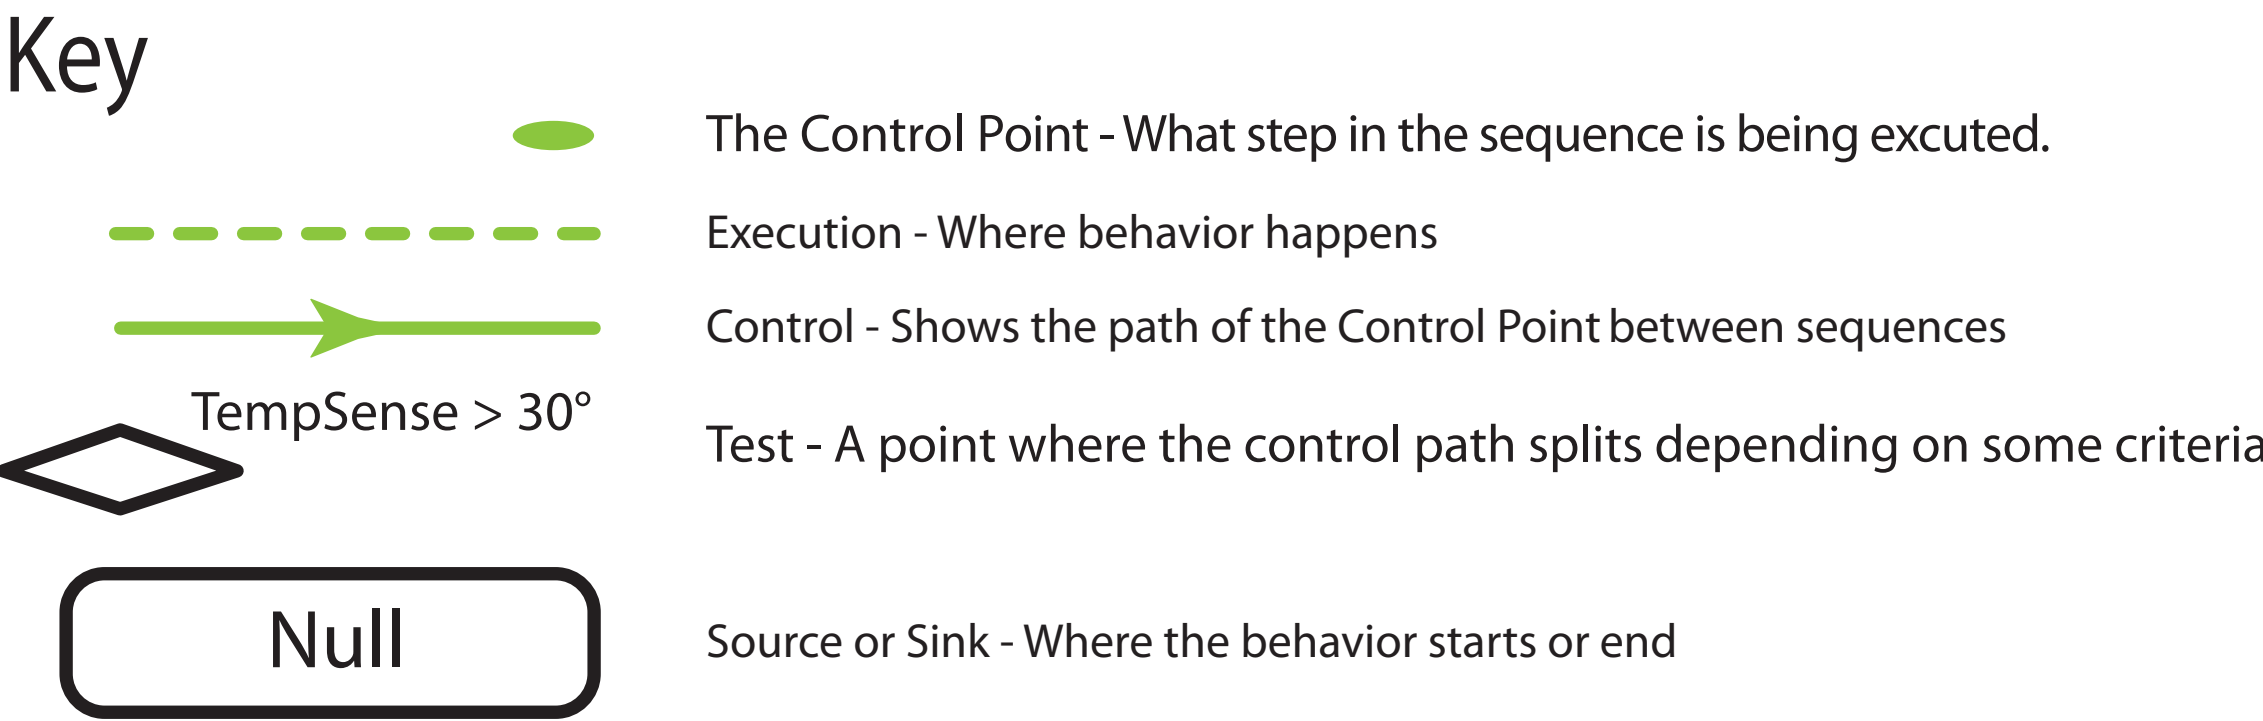 Key
The Control Point - What step in the sequence is being excuted.
Execution - Where behavior happens
Control - Shows the path of the Control Point between sequences
TempSense > 30°
Test - A point where the control path splits depending on some criteria
Null
Source or Sink - Where the behavior starts or end